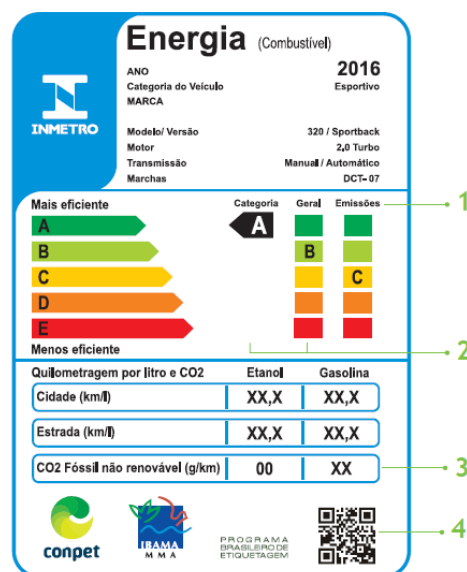 Energia (Combustível)
ANO 2016
Categoria do Veículo Esportivo
MARCA
INMETRO
Modelo/ Versão 320 / Sportback
Motor 2,0 Turbo
Transmissão Manual / Automático
Marchas DCT- 07
Mais eficiente Categoria Geral Emissões 1
A A
B B
C C
D
E
Menos eficiente 2
Quilometragem por litro e CO2 Etanol Gasolina
Cidade (km/l) XX,X XX,X
Estrada (km/l) XX,X XX,X
CO2 Fóssil não renovável (g/km) 00 XX 3
conpet
IBAMA
M M A
PROGRAMA
BRASILERO DE
ETIQUETAGEM
4